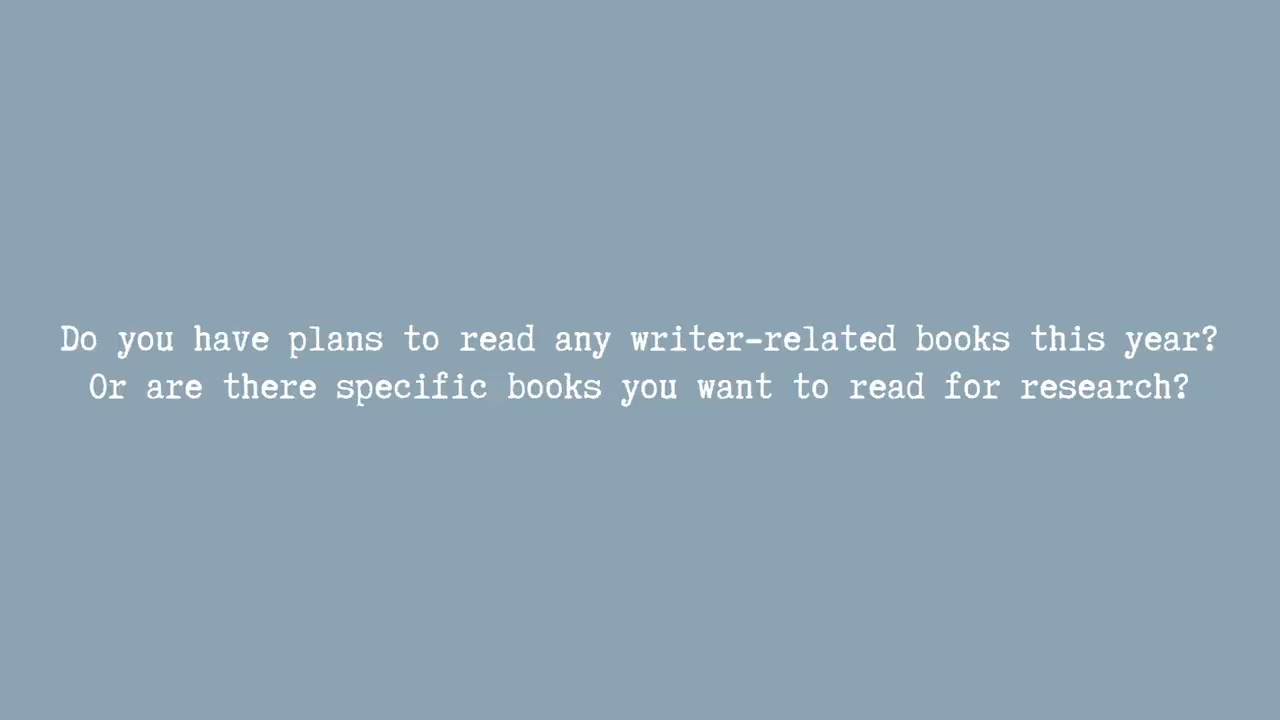 Do you have plans to read any writer-related books this year?
Or are there specific books you want to read for research?